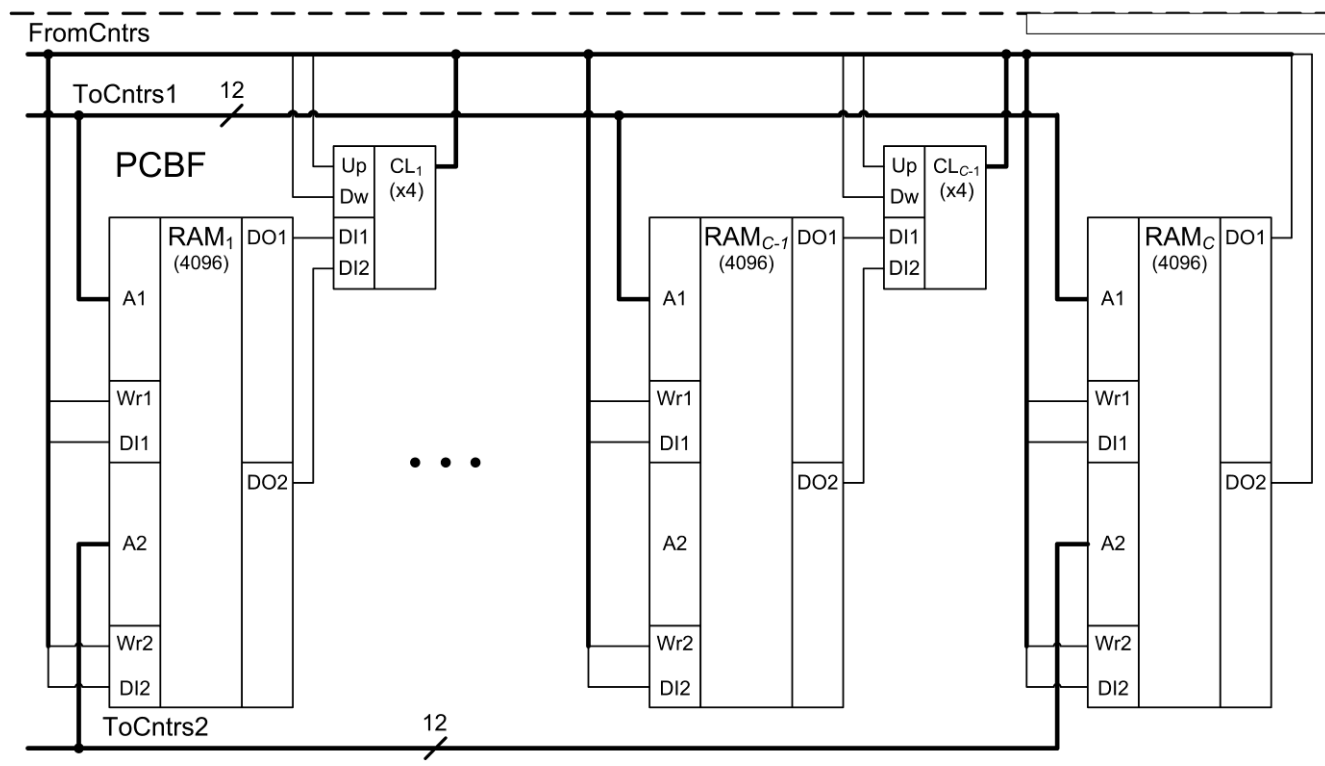 FromCntrs
ToCntrs1
12
PCBF
Up
Dw
DI1
DI2
CL1
(x4)
Up
Dw
DI1
DI2
CLC-1
(x4)
A1
Wr1
DI1
A2
Wr2
DI2
RAM1
(4096)
DO1
DO2
• • •
A1
Wr1
DI1
A2
Wr2
DI2
RAMC-1
(4096)
DO1
DO2
A1
Wr1
DI1
A2
Wr2
DI2
RAMC
(4096)
DO1
DO2
ToCntrs2
12